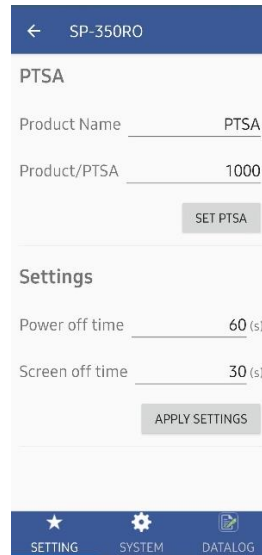 SP-350RO
PTSA
Product Name PTSA
Product/PTSA 1000
SET PTSA
Settings
Power off time 60 (s)
Screen off time 30 (s)
APPLY SETTINGS
SETTING SYSTEM DATALOG